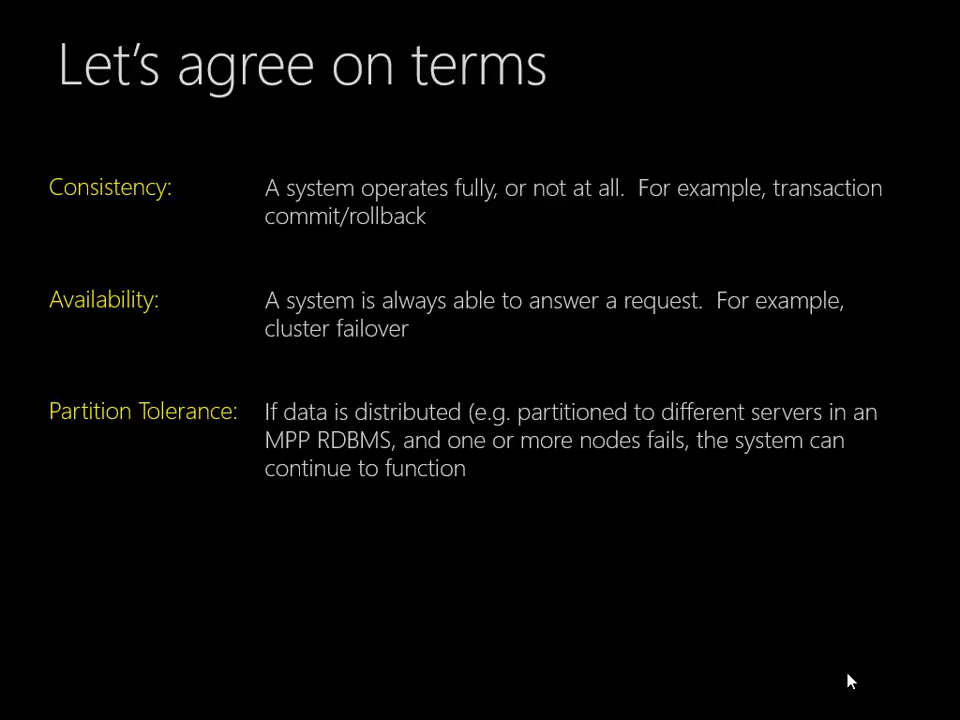 Let's agree on terms
Consistency: A system operates fully, or not at all.  For example, transaction
commit/rollback
Availability: A system is always able to answer a request.  For example,
cluster failover
Partition Tolerance: If data is distributed (e.g. partitioned to different servers in an
MPP RDBMS, and one or more nodes fails, the system can
continue to function